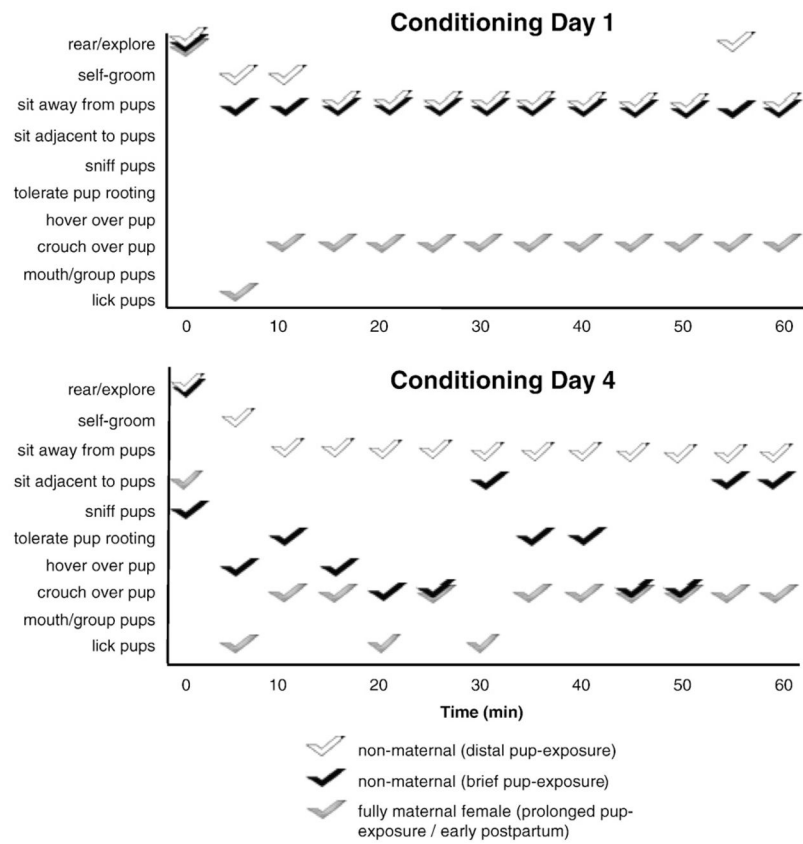 Conditioning Day 1
rear/explore
self-groom
sit away from pups
sit adjacent to pups
sniff pups
tolerate pup rooting
hover over pup
crouch over pup
mouth/group pups
lick pups
0 10 20 30 40 50 60
Conditioning Day 4
rear/explore
self-groom
sit away from pups
sit adjacent to pups
sniff pups
tolerate pup rooting
hover over pup
crouch over pup
mouth/group pups
lick pups
0 10 20 30 40 50 60
Time (min)
non-maternal (distal pup-exposure)
non-maternal (brief pup-exposure)
fully maternal female (prolonged pup-
exposure / early postpartum)